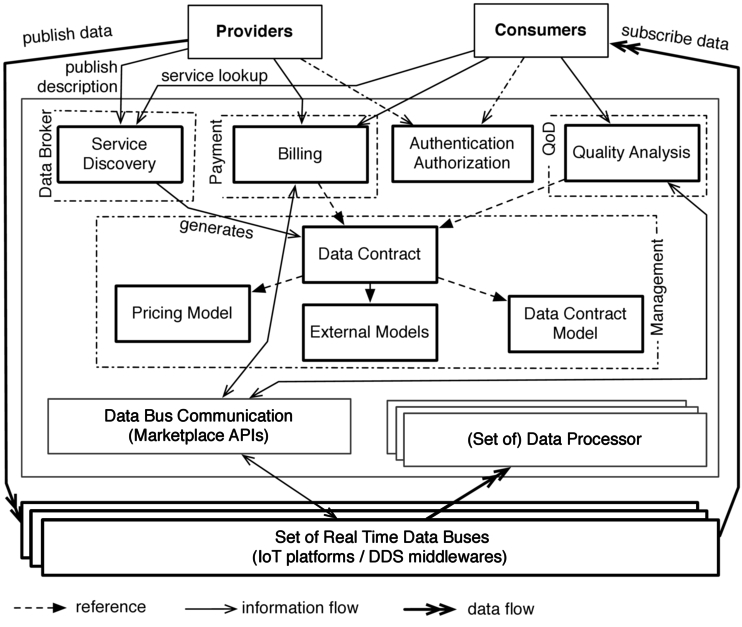 publish data
Providers
Consumers
subscribe data
publish
description
service lookup
Data Broker
Service
Discovery
Payment
Billing
Authentication
Authorization
QoD
Quality Analysis
generates
Data Contract
Management
Pricing Model
External Models
Data Contract
Model
Data Bus Communication
(Marketplace APIs)
(Set of) Data Processor
Set of Real Time Data Buses
(IoT platforms / DDS middlewares)
reference
information flow
data flow